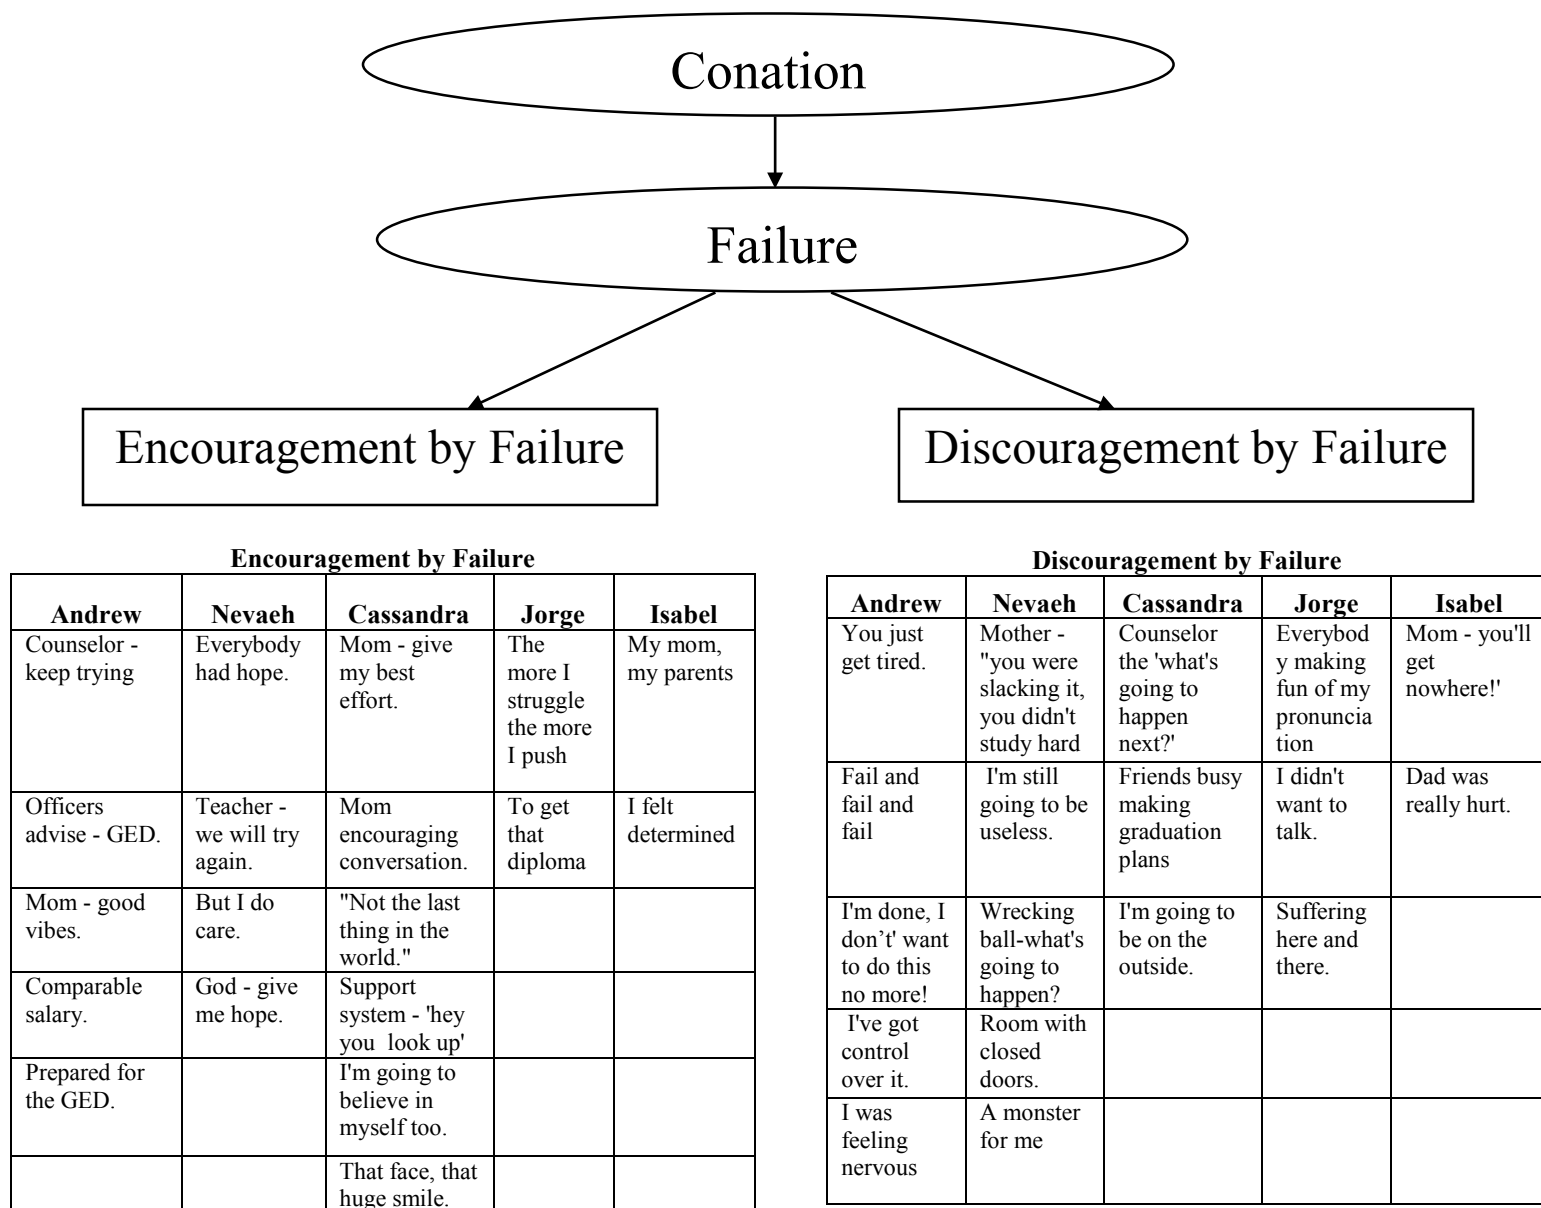 Conation
Failure
Encouragement by Failure
Discouragement by Failure
Encouragement by Failure
Andrew Nevaeh Cassandra Jorge Isabel
Counselor -
keep trying
Everybody
had hope.
Mom - give
my best
effort.
The
more I
struggle
the more
I push
My mom,
my parents
Officers
advise - GED.
Teacher -
we will try
again.
Mom
encouraging
conversation.
To get
that
diploma
I felt
determined
Mom - good
vibes.
But I do
care.
"Not the last
thing in the
world."
Comparable
salary.
God - give
me hope.
Support
system - 'hey
you look up'
Prepared for
the GED.
I'm going to
believe in
myself too.
That face, that
huge smile.
Discouragement by Failure
Andrew Nevaeh Cassandra Jorge Isabel
You just
get tired.
Mother -
"you were
slacking it,
you didn't
study hard
Counselor
the 'what's
going to
happen
next?'
Everybod
y making
fun of my
pronuncia
tion
Mom - you'll
get
nowhere!'
Fail and
fail and
fail
I'm still
going to be
useless.
Friends busy
making
graduation
plans
I didn't
want to
talk.
Dad was
really hurt.
I'm done, I
don’t' want
to do this
no more!
Wrecking
ball-what's
going to
happen?
I'm going to
be on the
outside.
Suffering
here and
there.
I've got
control
over it.
Room with
closed
doors.
I was
feeling
nervous
A monster
for me